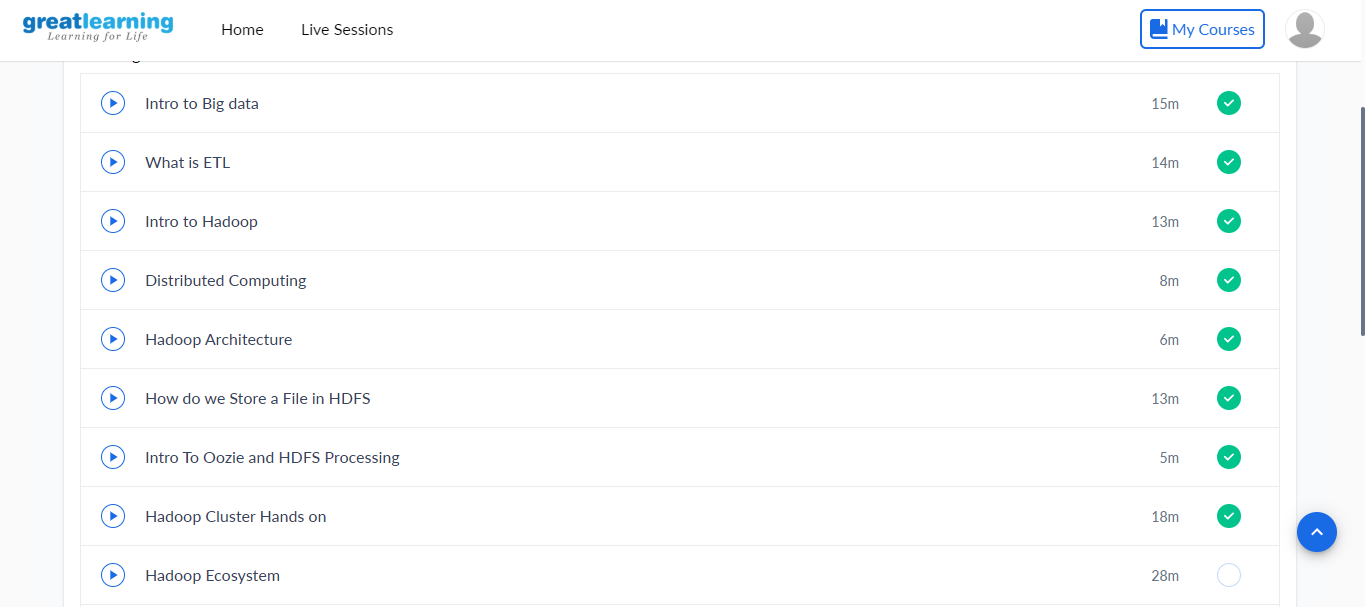 greatlearning
Learning for Life
Home
Live Sessions
My Courses
Intro to Big data 15m
What is ETL 14m
Intro to Hadoop 13m
Distributed Computing 8m
Hadoop Architecture 6m
How do we Store a File in HDFS 13m
Intro To Oozie and HDFS Processing 5m
Hadoop Cluster Hands on 18m
Hadoop Ecosystem 28m